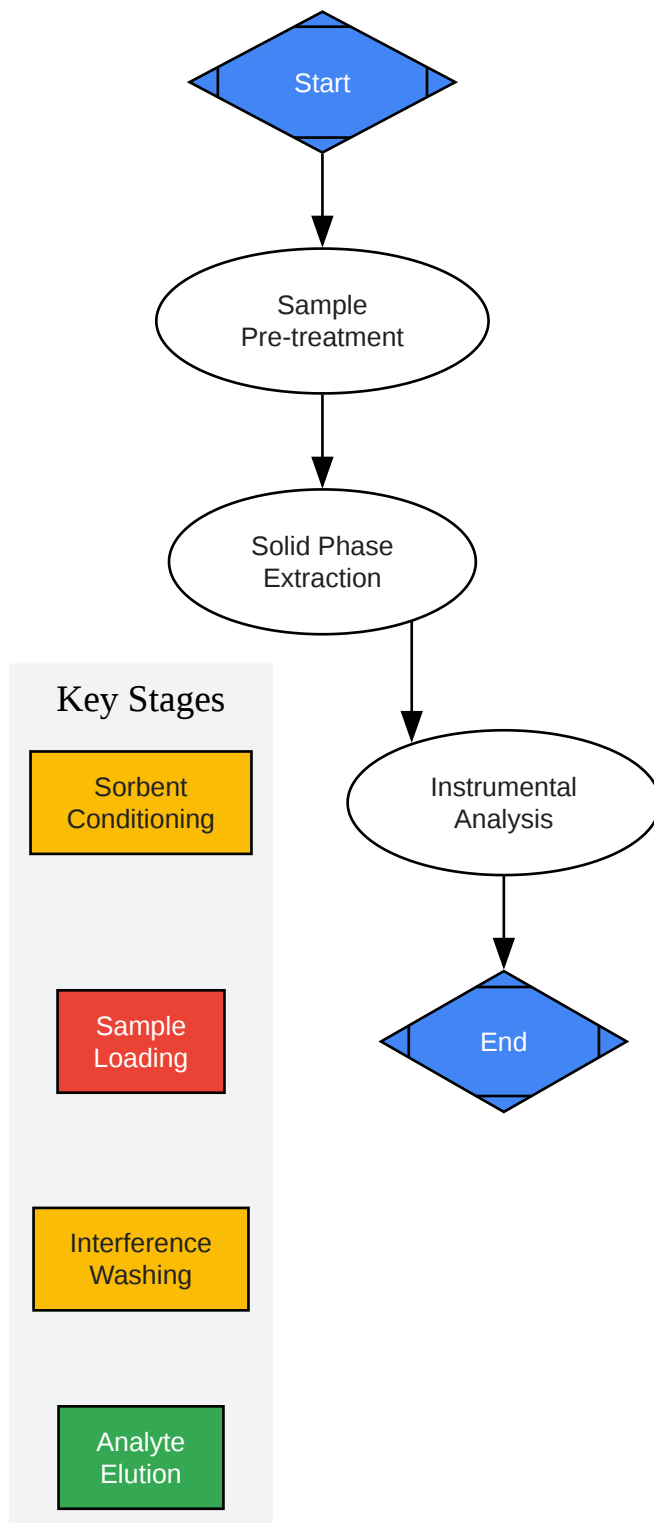 Start
Sample
Pre-treatment
Solid Phase
Extraction
Key Stages
Sorbent
Conditioning
Instrumental
Analysis
Sample
Loading
End
Interference
Washing
Analyte
Elution